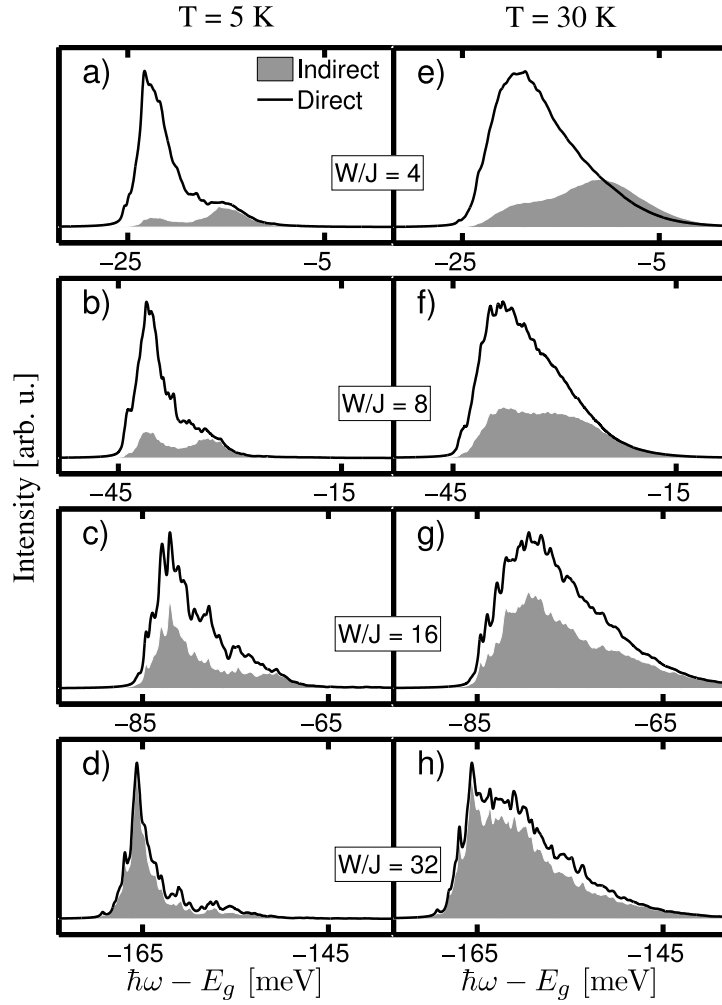 T = 5 K
T = 30 K
a)
Indirect
Direct
e)
W/J = 4
−25
−5
−25
−5
b)
f)
W/J = 8
−45
−15
−45
−15
Intensity [arb. u.]
c)
g)
W/J = 16
−85
−65
−85
−65
d)
h)
W/J = 32
−165
−145
−165
−145
ħω − E_g [meV]
ħω − E_g [meV]